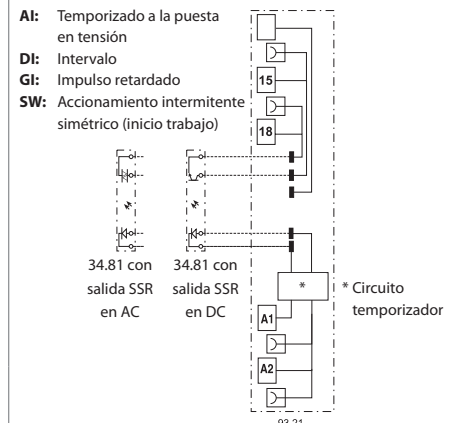 AI: Temporizado a la puesta
en tensión
DI: Intervalo
GI: Impulso retardado
SW: Accionamiento intermitente
simétrico (inicio trabajo)
15
18
34.81 con
salida SSR
en AC
34.81 con
salida SSR
en DC
*
* Circuito
temporizador
A1
A2
93.21